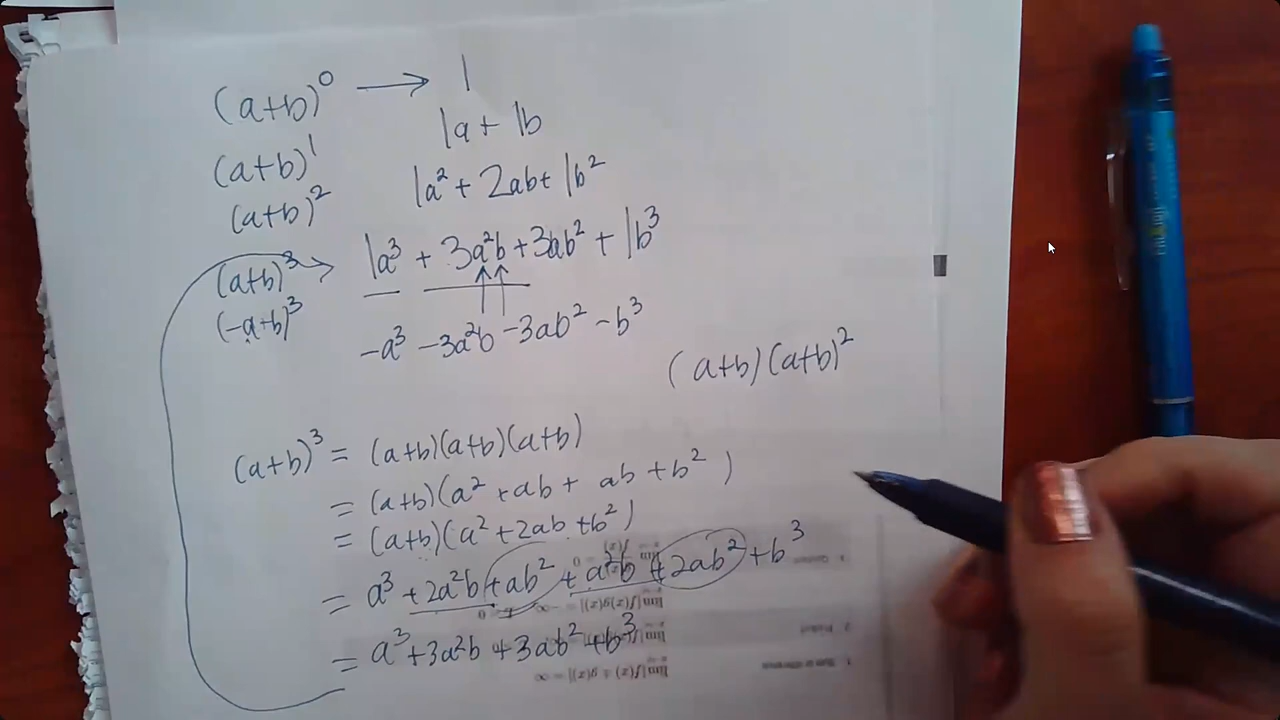 (a+b)⁰ → 1
(a+b)¹ 1a + 1b
(a+b)² 1a² + 2ab + 1b²
(a+b)³ → 1a³ + 3a²b + 3ab² + 1b³
(-a+b)³ -a³ - 3a²b - 3ab² - b³
(a+b)(a+b)²
(a+b)³ = (a+b)(a+b)(a+b)
= (a+b)(a² + ab + ab + b²)
= (a+b)(a² + 2ab + b²)
= a³ + 2a²b + ab² + a²b + 2ab² + b³
= a³ + 3a²b + 3ab² + b³